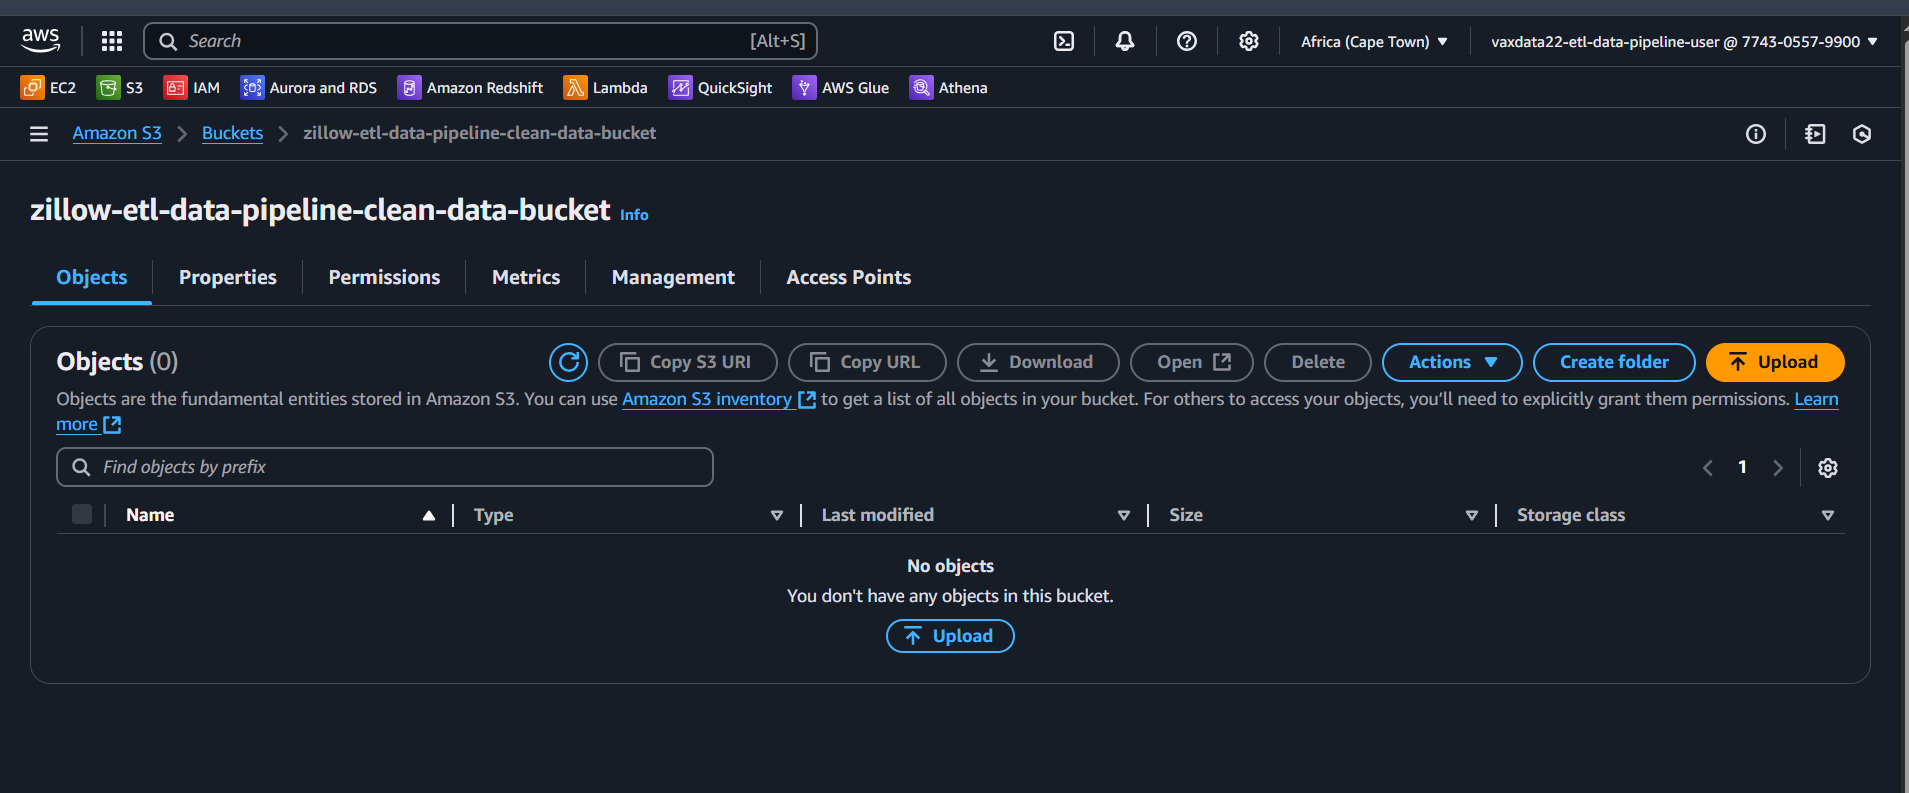 aws Search [Alt+S] Africa (Cape Town) vaxdata22-etl-data-pipeline-user @ 7743-0557-9900
EC2 S3 IAM Aurora and RDS Amazon Redshift Lambda QuickSight AWS Glue Athena
Amazon S3 Buckets zillow-etl-data-pipeline-clean-data-bucket
zillow-etl-data-pipeline-clean-data-bucket Info
Objects Properties Permissions Metrics Management Access Points
Objects (0) Copy S3 URI Copy URL Download Open Delete Actions Create folder Upload
Objects are the fundamental entities stored in Amazon S3. You can use Amazon S3 inventory to get a list of all objects in your bucket. For others to access your objects, you’ll need to explicitly grant them permissions. Learn
more
Find objects by prefix 1
Name Type Last modified Size Storage class
No objects
You don't have any objects in this bucket.
Upload